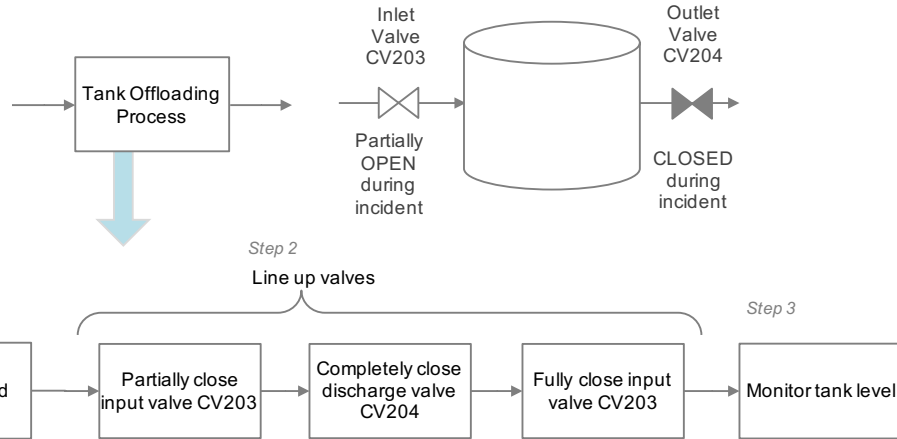 Tank Offloading
Process
Inlet
Valve
CV203
Partially
OPEN
during
incident
Outlet
Valve
CV204
CLOSED
during
incident
Step 2
Line up valves
Step 3
d
Partially close
input valve CV203
Completely close
discharge valve
CV204
Fully close input
valve CV203
Monitor tank level